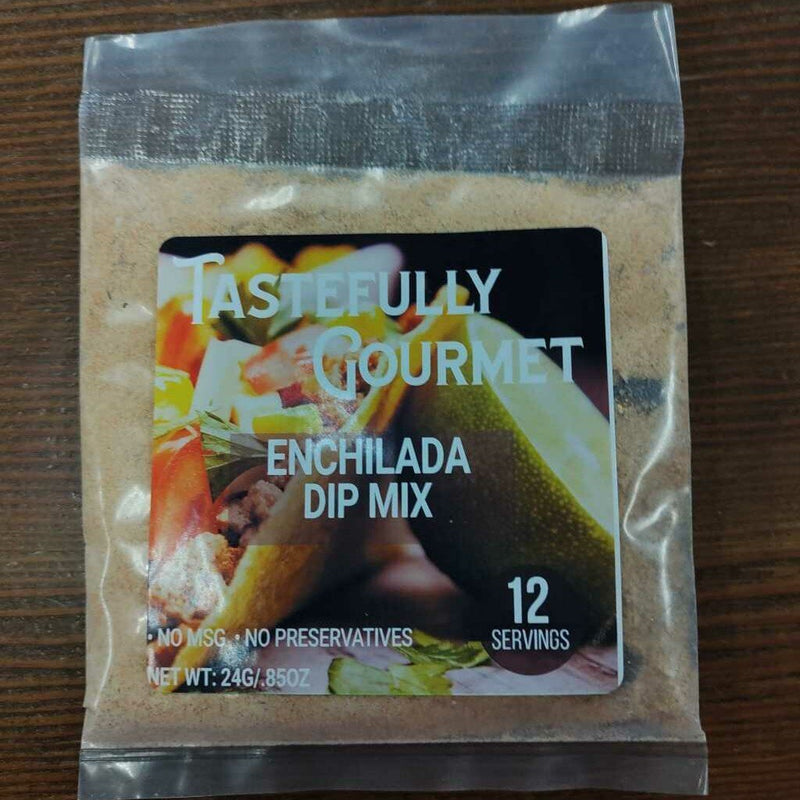 TASTEFULLY
GOURMET
ENCHILADA
DIP MIX
12
SERVINGS
• NO MSG • NO PRESERVATIVES
NET WT: 24G/.85OZ